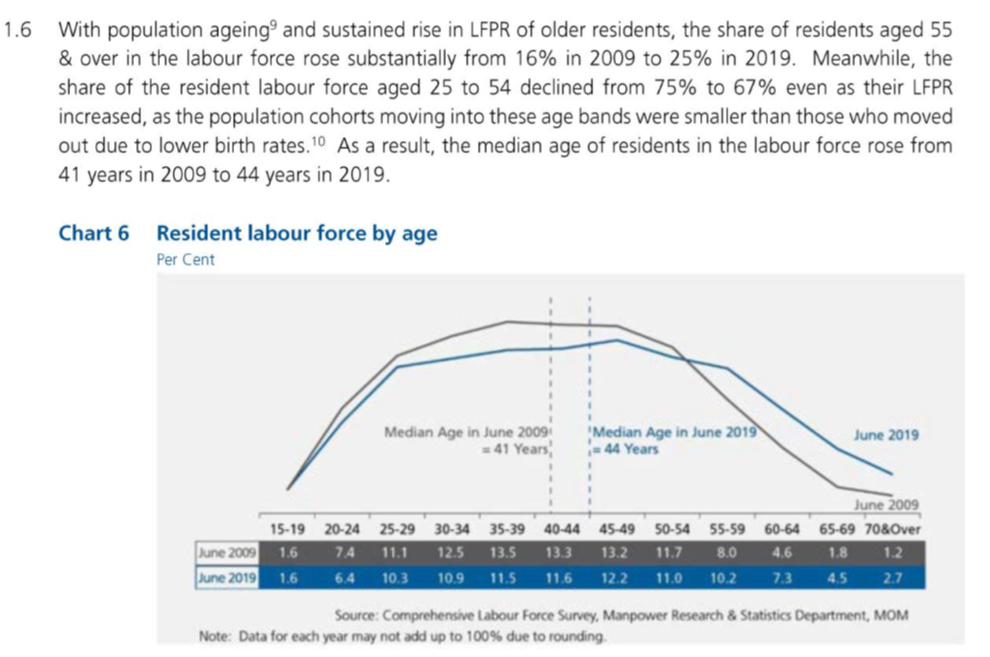 1.6 With population ageing⁹ and sustained rise in LFPR of older residents, the share of residents aged 55
& over in the labour force rose substantially from 16% in 2009 to 25% in 2019. Meanwhile, the
share of the resident labour force aged 25 to 54 declined from 75% to 67% even as their LFPR
increased, as the population cohorts moving into these age bands were smaller than those who moved
out due to lower birth rates.¹⁰ As a result, the median age of residents in the labour force rose from
41 years in 2009 to 44 years in 2019.
Chart 6 Resident labour force by age
Per Cent
Median Age in June 2009
= 41 Years
Median Age in June 2019
= 44 Years
June 2019
June 2009
15-19 20-24 25-29 30-34 35-39 40-44 45-49 50-54 55-59 60-64 65-69 70&Over
June 2009 1.6 7.4 11.1 12.5 13.5 13.3 13.2 11.7 8.0 4.6 1.8 1.2
June 2019 1.6 6.4 10.3 10.9 11.5 11.6 12.2 11.0 10.2 7.3 4.5 2.7
Source: Comprehensive Labour Force Survey, Manpower Research & Statistics Department, MOM
Note: Data for each year may not add up to 100% due to rounding.